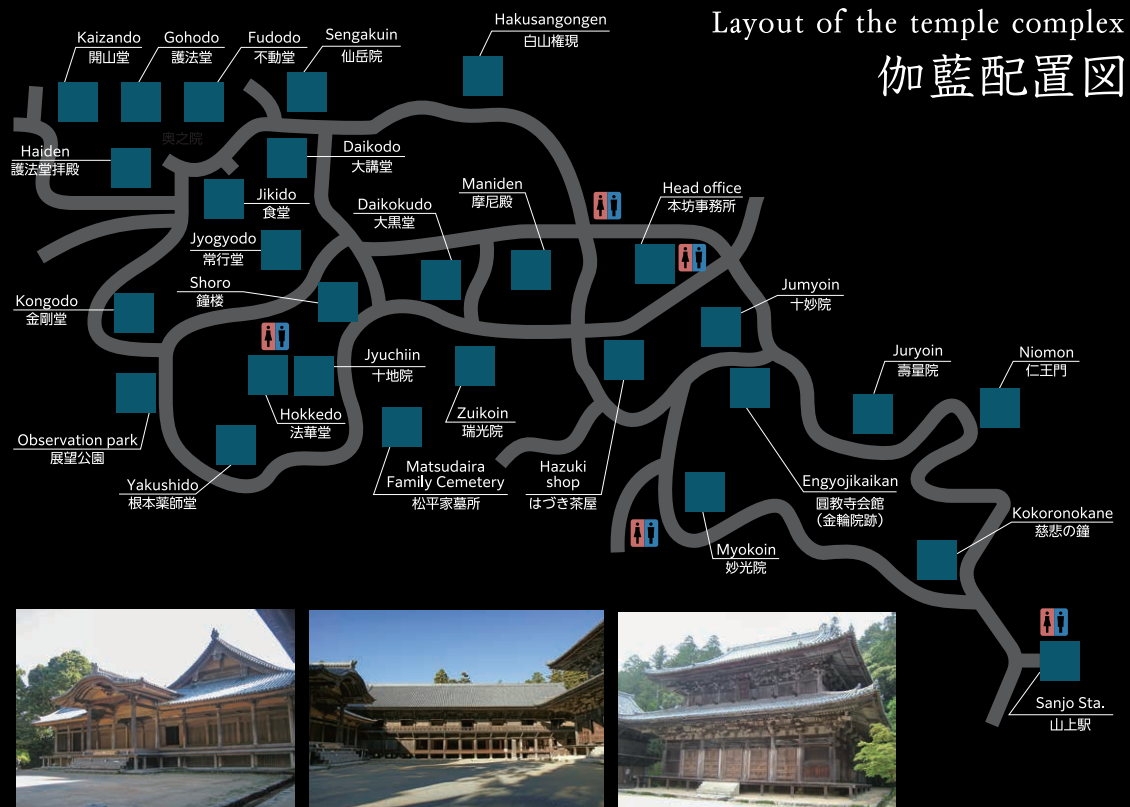 Layout of the temple complex
伽藍配置図
Kaizando
開山堂
Gohodo
護法堂
Fudodo
不動堂
Sengakuin
仙岳院
Hakusangongen
白山権現
奥之院
Haiden
護法堂拝殿
Daikodo
大講堂
Jikido
食堂
Daikokudo
大黒堂
Maniden
摩尼殿
Head office
本坊事務所
Jyogyodo
常行堂
Shoro
鐘楼
Kongodo
金剛堂
Jumyoin
十妙院
Jyuchiin
十地院
Juryoin
壽量院
Niomon
仁王門
Hokkedo
法華堂
Zuikoin
瑞光院
Observation park
展望公園
Yakushido
根本薬師堂
Matsudaira
Family Cemetery
松平家墓所
Hazuki
shop
はづき茶屋
Engyojikaikan
圓教寺会館
(金輪院跡)
Kokoronokane
慈悲の鐘
Myokoin
妙光院
Sanjo Sta.
山上駅